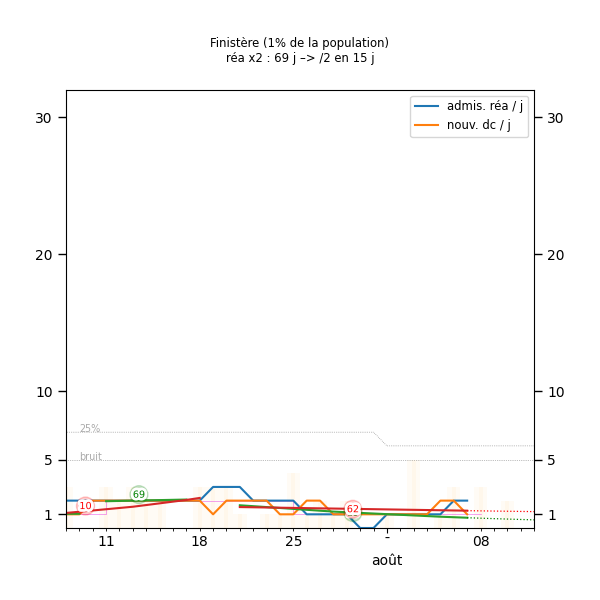 Finistère (1% de la population)
réa x2 : 69 j –> /2 en 15 j
admis. réa / j
nouv. dc / j
30 30
20 20
10 10
25%
bruit
5 5
69
10
62
1 1
11 18 25 - 08
août